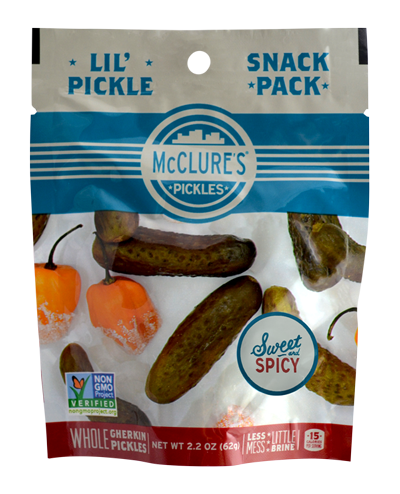 LIL' PICKLE
SNACK PACK
McCLURE'S
PICKLES
Sweet
and
SPICY
NON
GMO
Project
VERIFIED
nongmoproject.org
WHOLE GHERKIN PICKLES
NET WT 2.2 OZ (62g)
LESS MESS
LITTLE BRINE
15